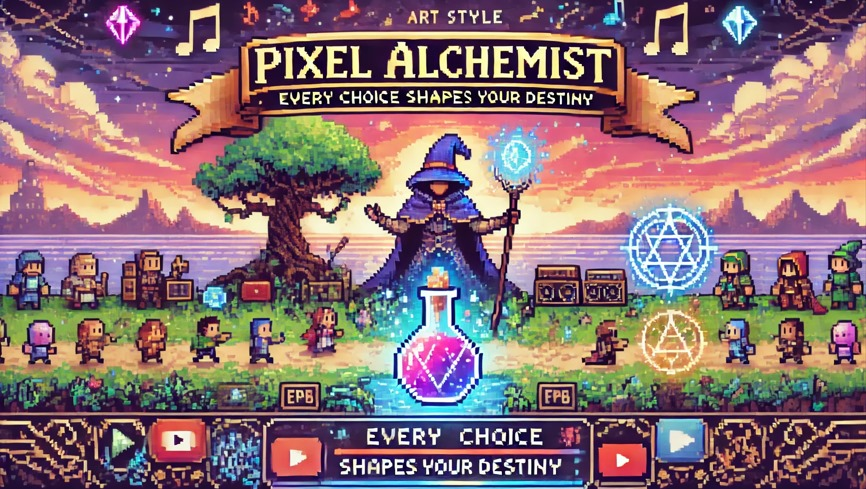 ART STYLE
PIXEL ALCHEMIST
EVERY CHOICE SHAPES YOUR DESTINY
EPB EPB
EVERY CHOICE
SHAPES YOUR DESTINY